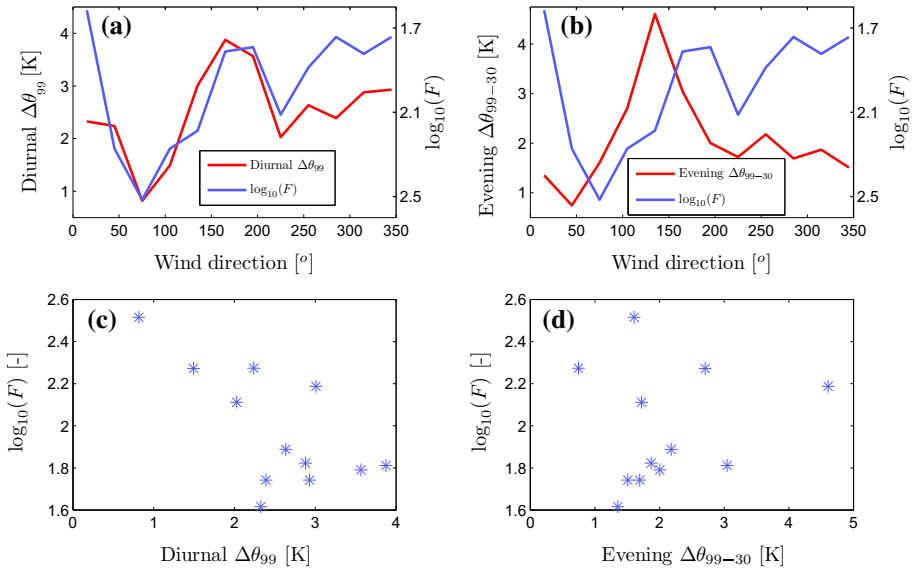 (a)
Diurnal Δθ99 [K]
4
3
2
1
1.7
2.1
2.5
log10(F)
Diurnal Δθ99
log10(F)
0 50 100 150 200 250 300 350
Wind direction [o]
(b)
Evening Δθ99−30 [K]
4
3
2
1
1.7
2.1
2.5
log10(F)
Evening Δθ99−30
log10(F)
0 50 100 150 200 250 300 350
Wind direction [o]
(c)
log10(F) [-]
2.6
2.4
2.2
2
1.8
1.6
0 1 2 3 4
Diurnal Δθ99 [K]
(d)
log10(F) [-]
2.6
2.4
2.2
2
1.8
1.6
0 1 2 3 4 5
Evening Δθ99−30 [K]